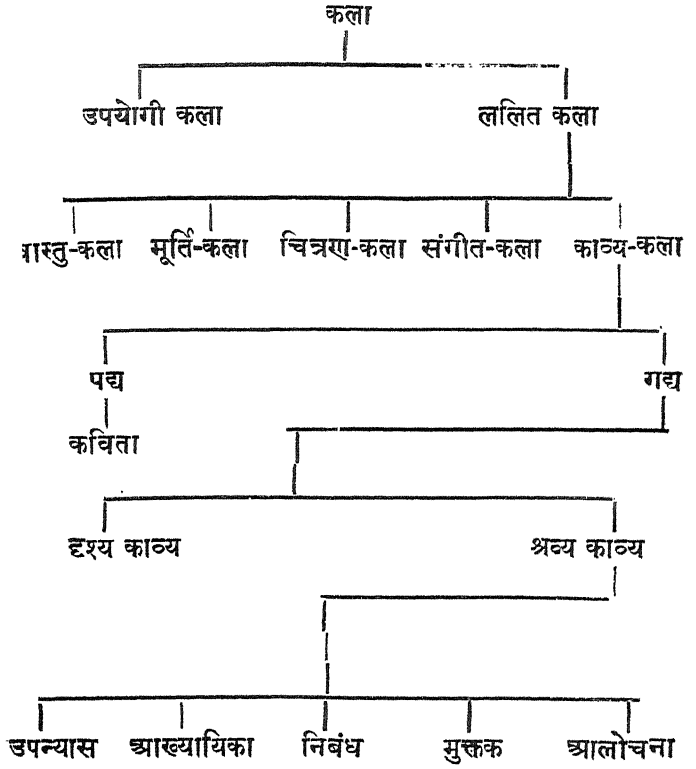 कला
उपयोगी कला ललित कला
वास्तु-कला मूर्ति-कला चित्रण-कला संगीत-कला काव्य-कला
पद्य गद्य
कविता
दृश्य काव्य श्रव्य काव्य
उपन्यास आख्यायिका निबंध मुक्तक आलोचना